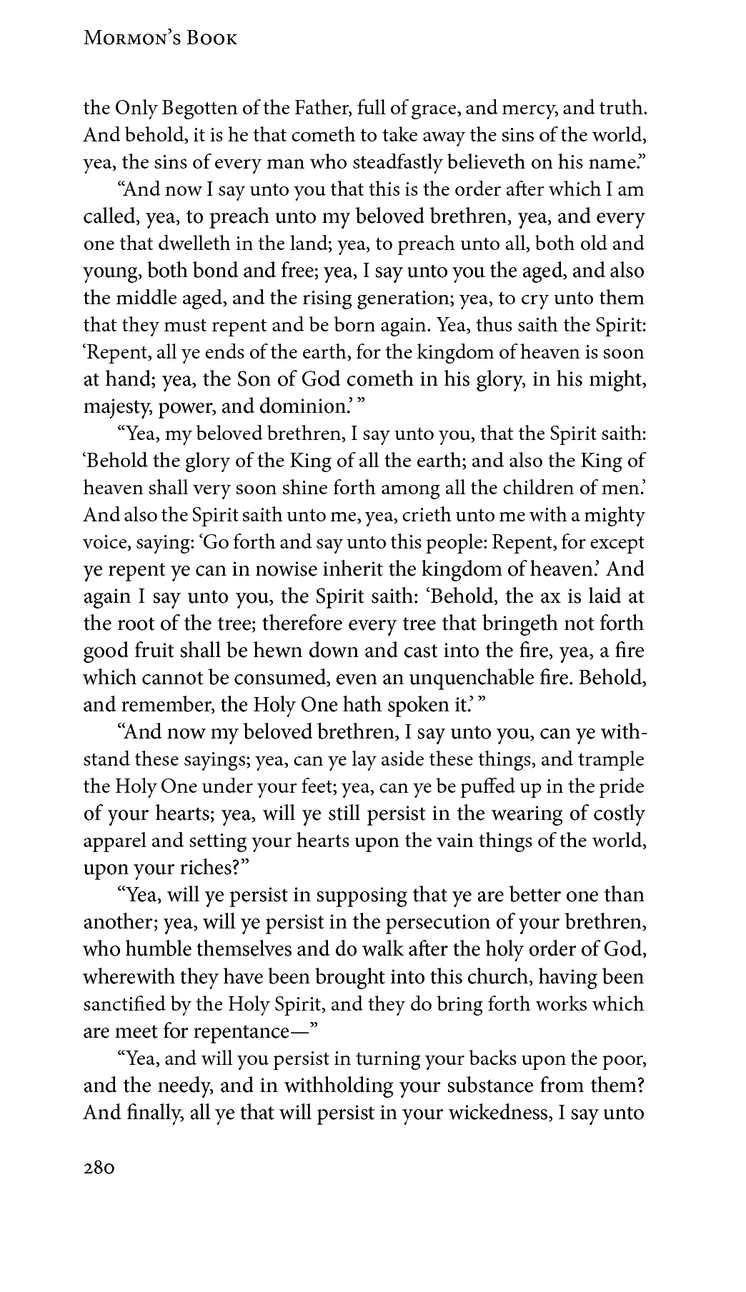 Mormon’s Book
the Only Begotten of the Father, full of grace, and mercy, and truth.
And behold, it is he that cometh to take away the sins of the world,
yea, the sins of every man who steadfastly believeth on his name.”
“And now I say unto you that this is the order after which I am
called, yea, to preach unto my beloved brethren, yea, and every
one that dwelleth in the land; yea, to preach unto all, both old and
young, both bond and free; yea, I say unto you the aged, and also
the middle aged, and the rising generation; yea, to cry unto them
that they must repent and be born again. Yea, thus saith the Spirit:
‘Repent, all ye ends of the earth, for the kingdom of heaven is soon
at hand; yea, the Son of God cometh in his glory, in his might,
majesty, power, and dominion.’ ”
“Yea, my beloved brethren, I say unto you, that the Spirit saith:
‘Behold the glory of the King of all the earth; and also the King of
heaven shall very soon shine forth among all the children of men.’
And also the Spirit saith unto me, yea, crieth unto me with a mighty
voice, saying: ‘Go forth and say unto this people: Repent, for except
ye repent ye can in nowise inherit the kingdom of heaven.’ And
again I say unto you, the Spirit saith: ‘Behold, the ax is laid at
the root of the tree; therefore every tree that bringeth not forth
good fruit shall be hewn down and cast into the fire, yea, a fire
which cannot be consumed, even an unquenchable fire. Behold,
and remember, the Holy One hath spoken it.’ ”
“And now my beloved brethren, I say unto you, can ye with-
stand these sayings; yea, can ye lay aside these things, and trample
the Holy One under your feet; yea, can ye be puffed up in the pride
of your hearts; yea, will ye still persist in the wearing of costly
apparel and setting your hearts upon the vain things of the world,
upon your riches?”
“Yea, will ye persist in supposing that ye are better one than
another; yea, will ye persist in the persecution of your brethren,
who humble themselves and do walk after the holy order of God,
wherewith they have been brought into this church, having been
sanctified by the Holy Spirit, and they do bring forth works which
are meet for repentance—”
“Yea, and will you persist in turning your backs upon the poor,
and the needy, and in withholding your substance from them?
And finally, all ye that will persist in your wickedness, I say unto
280